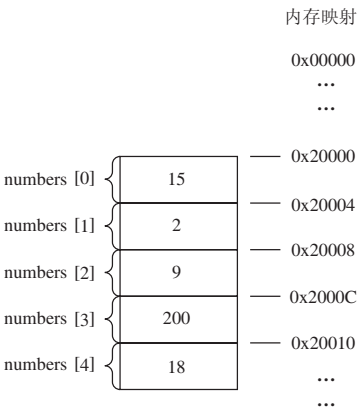 内存映射
0x00000
...
...
0x20000
numbers [0] 15
0x20004
numbers [1] 2
0x20008
numbers [2] 9
0x2000C
numbers [3] 200
0x20010
numbers [4] 18
...
...